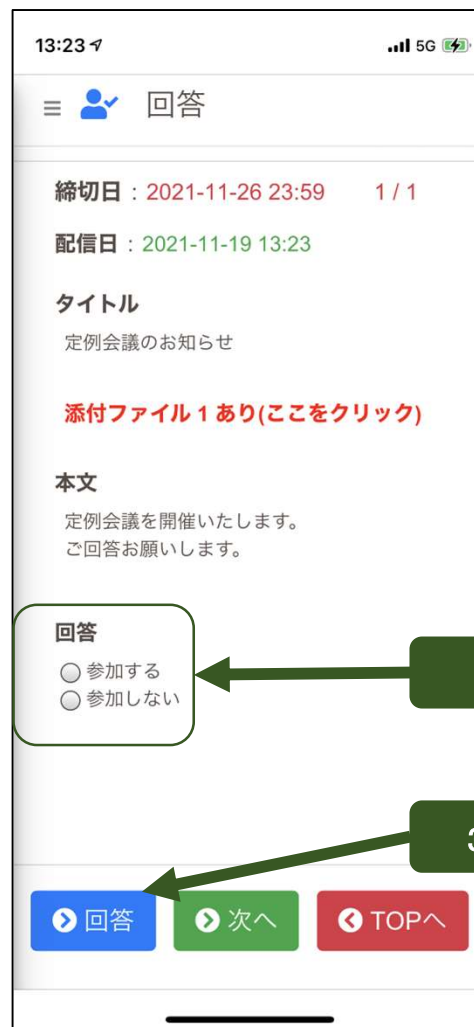 13:23
5G
回答
締切日：2021-11-26 23:59 1 / 1
配信日：2021-11-19 13:23
タイトル
定例会議のお知らせ
添付ファイル 1 あり(ここをクリック)
本文
定例会議を開催いたします。
ご回答お願いします。
回答
参加する
参加しない
回答 次へ TOPへ